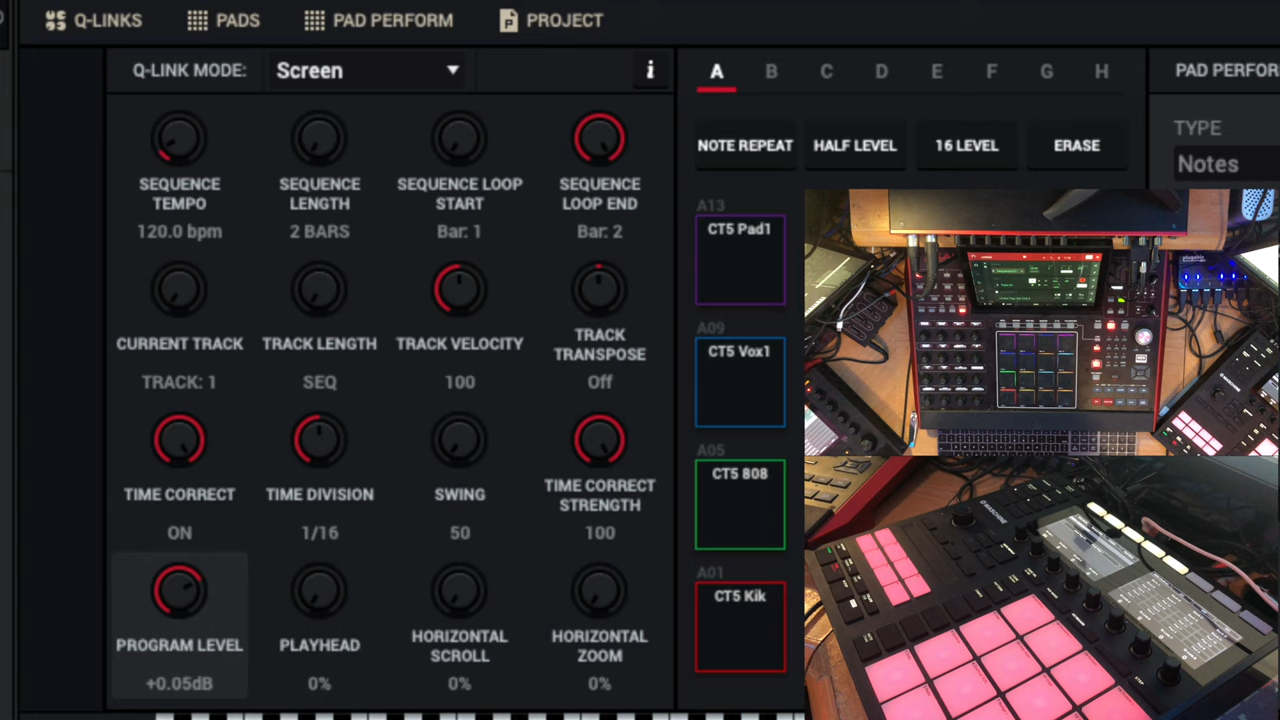 Q-LINKS PADS PAD PERFORM PROJECT
Q-LINK MODE: Screen i
A B C D E F G H
PAD PERFOR
NOTE REPEAT HALF LEVEL 16 LEVEL ERASE
TYPE
Notes
SEQUENCE TEMPO
120.0 bpm
SEQUENCE LENGTH
2 BARS
SEQUENCE LOOP START
Bar: 1
SEQUENCE LOOP END
Bar: 2
CURRENT TRACK
TRACK: 1
TRACK LENGTH
SEQ
TRACK VELOCITY
100
TRACK TRANSPOSE
Off
TIME CORRECT
ON
TIME DIVISION
1/16
SWING
50
TIME CORRECT STRENGTH
100
PROGRAM LEVEL
+0.05dB
PLAYHEAD
0%
HORIZONTAL SCROLL
0%
HORIZONTAL ZOOM
0%
A13
CT5 Pad1
A09
CT5 Vox1
A05
CT5 808
A01
CT5 Kik
MASCHINE